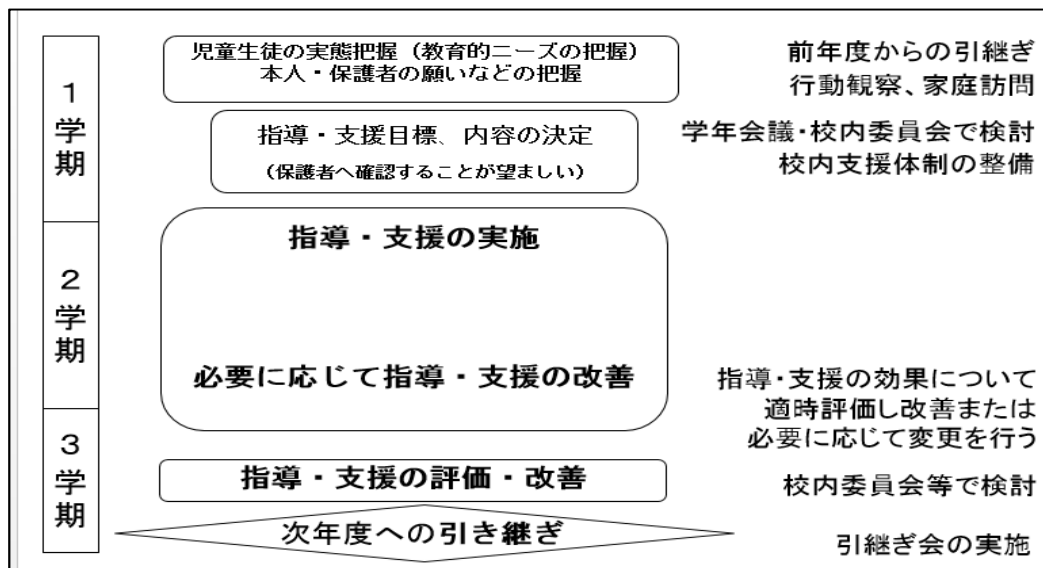 1
学
期
児童生徒の実態把握（教育的ニーズの把握）
本人・保護者の願いなどの把握
前年度からの引継ぎ
行動観察、家庭訪問
指導・支援目標、内容の決定
（保護者へ確認することが望ましい）
学年会議・校内委員会で検討
校内支援体制の整備
2
学
期
指導・支援の実施
必要に応じて指導・支援の改善
指導・支援の効果について
適時評価し改善または
必要に応じて変更を行う
3
学
期
指導・支援の評価・改善
校内委員会等で検討
次年度への引き継ぎ
引継ぎ会の実施